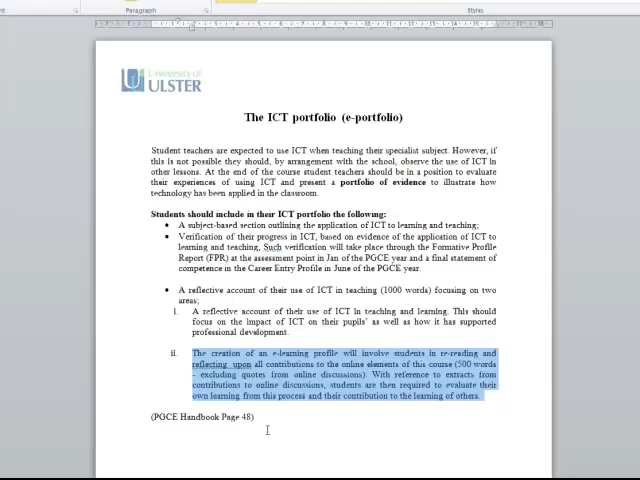 Paragraph
Styles
University of
ULSTER
The ICT portfolio (e-portfolio)
Student teachers are expected to use ICT when teaching their specialist subject. However, if
this is not possible they should, by arrangement with the school, observe the use of ICT in
other lessons. At the end of the course student teachers should be in a position to evaluate
their experiences of using ICT and present a portfolio of evidence to illustrate how
technology has been applied in the classroom.
Students should include in their ICT portfolio the following:
• A subject-based section outlining the application of ICT to learning and teaching;
• Verification of their progress in ICT, based on evidence of the application of ICT to
learning and teaching, Such verification will take place through the Formative Profile
Report (FPR) at the assessment point in Jan of the PGCE year and a final statement of
competence in the Career Entry Profile in June of the PGCE year.
• A reflective account of their use of ICT in teaching (1000 words) focusing on two
areas;
i. A reflective account of their use of ICT in teaching and learning. This should
focus on the impact of ICT on their pupils' as well as how it has supported
professional development.
ii. The creation of an e-learning profile will involve students in re-reading and
reflecting upon all contributions to the online elements of this course (500 words
- excluding quotes from online discussions). With reference to extracts from
contributions to online discussions, students are then required to evaluate their
own learning from this process and their contribution to the learning of others.
(PGCE Handbook Page 48)